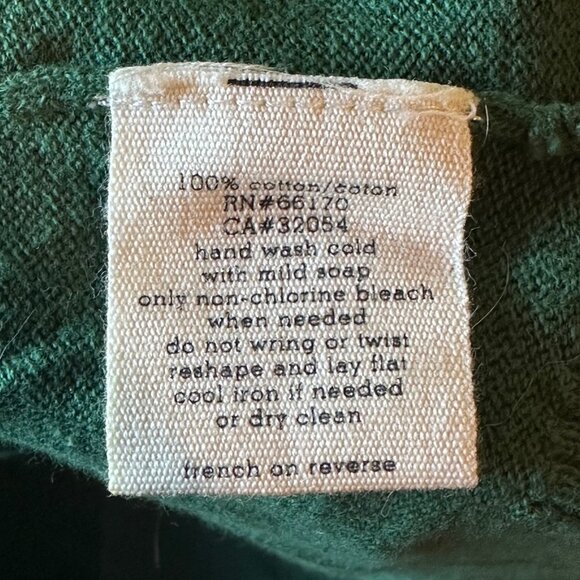 100% cotton/coton
RN#66170
CA#32054
hand wash cold
with mild soap
only non-chlorine bleach
when needed
do not wring or twist
reshape and lay flat
cool iron if needed
or dry clean
french on reverse